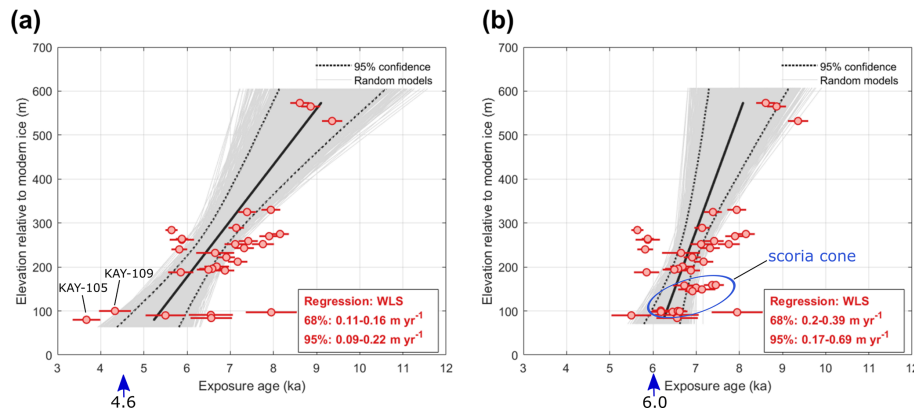 (a)
700
600
500
400
300
200
100
0
Elevation relative to modern ice (m)
95% confidence
Random models
KAY-105
KAY-109
Regression: WLS
68%: 0.11-0.16 m yr-1
95%: 0.09-0.22 m yr-1
3 4 5 6 7 8 9 10 11 12
Exposure age (ka)
4.6
(b)
700
600
500
400
300
200
100
0
Elevation relative to modern ice (m)
95% confidence
Random models
scoria cone
Regression: WLS
68%: 0.2-0.39 m yr-1
95%: 0.17-0.69 m yr-1
3 4 5 6 7 8 9 10 11 12
Exposure age (ka)
6.0